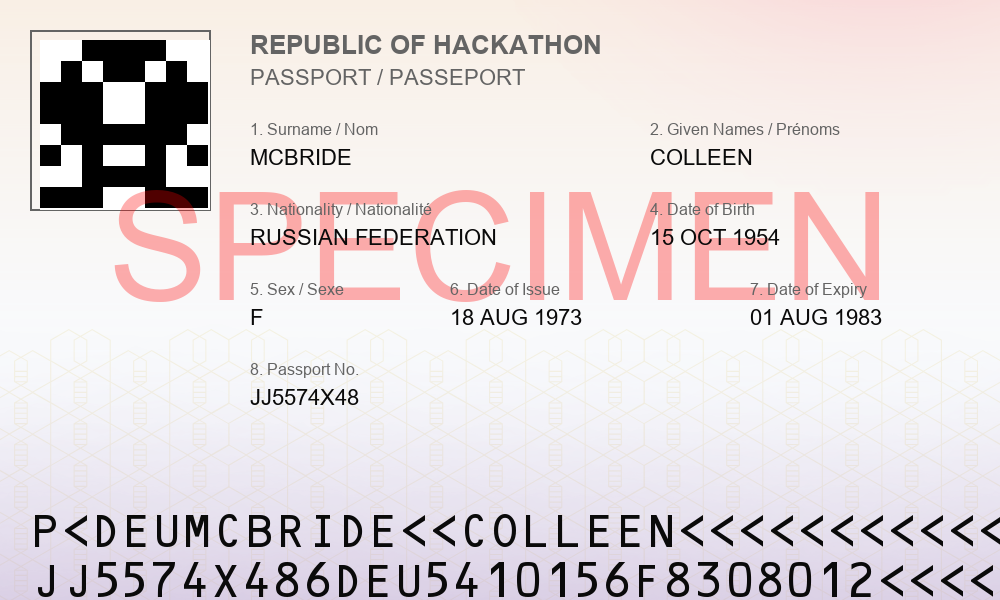 REPUBLIC OF HACKATHON
PASSPORT / PASSEPORT
1. Surname / Nom 2. Given Names / Prénoms
MCBRIDE COLLEEN
SPECIMEN
3. Nationality / Nationalité 4. Date of Birth
RUSSIAN FEDERATION 15 OCT 1954
5. Sex / Sexe 6. Date of Issue 7. Date of Expiry
F 18 AUG 1973 01 AUG 1983
8. Passport No.
JJ5574X48
P<DEUMCBRIDE<<COLLEEN<<<<<<<<<<<
JJ5574X486DEU5410156F8308012<<<<